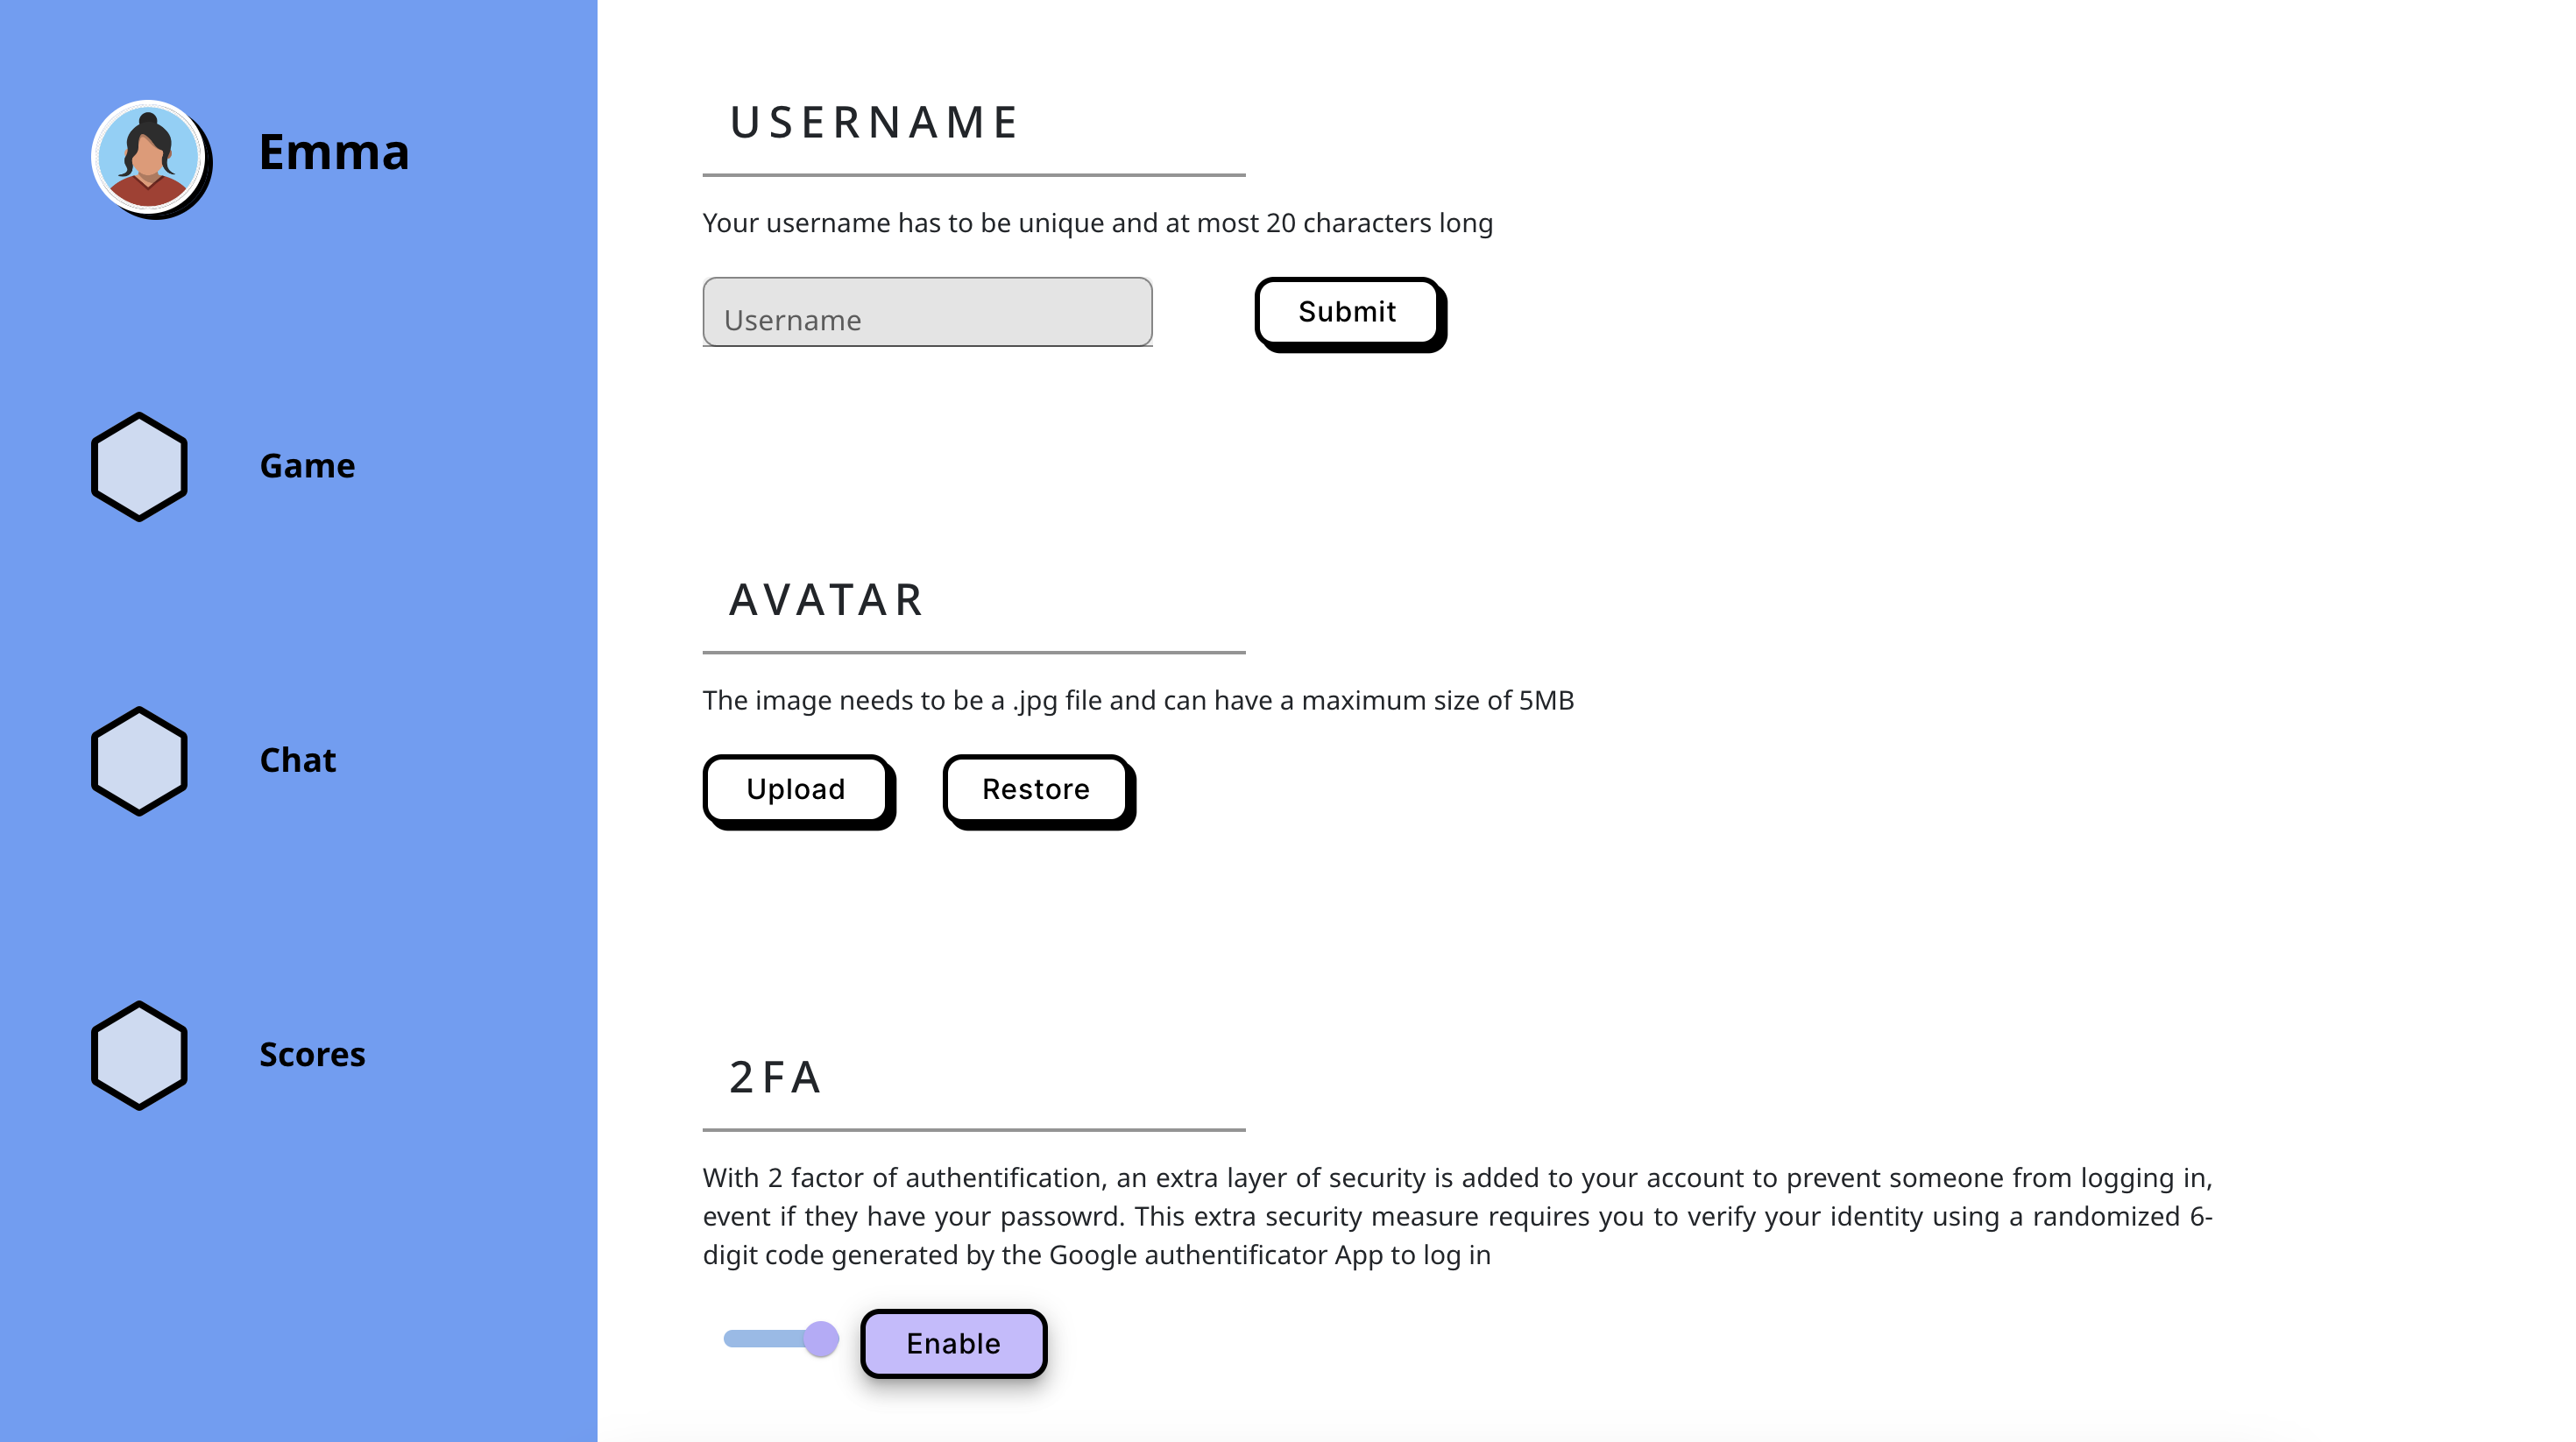 Emma
Game
Chat
Scores
USERNAME
Your username has to be unique and at most 20 characters long
Username
Submit
AVATAR
The image needs to be a .jpg file and can have a maximum size of 5MB
Upload
Restore
2FA
With 2 factor of authentification, an extra layer of security is added to your account to prevent someone from logging in,
event if they have your passowrd. This extra security measure requires you to verify your identity using a randomized 6-
digit code generated by the Google authentificator App to log in
Enable